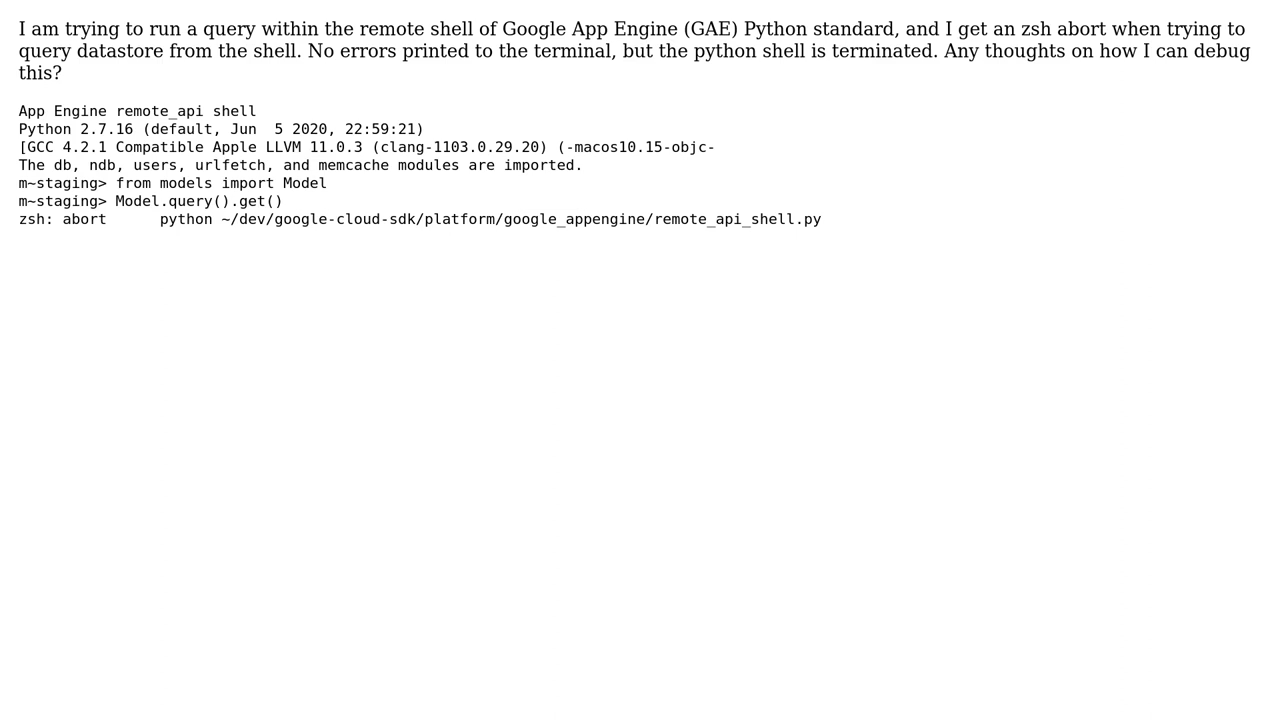 I am trying to run a query within the remote shell of Google App Engine (GAE) Python standard, and I get an zsh abort when trying to
query datastore from the shell. No errors printed to the terminal, but the python shell is terminated. Any thoughts on how I can debug
this?
App Engine remote_api shell
Python 2.7.16 (default, Jun  5 2020, 22:59:21)
[GCC 4.2.1 Compatible Apple LLVM 11.0.3 (clang-1103.0.29.20) (-macos10.15-objc-
The db, ndb, users, urlfetch, and memcache modules are imported.
m~staging> from models import Model
m~staging> Model.query().get()
zsh: abort      python ~/dev/google-cloud-sdk/platform/google_appengine/remote_api_shell.py